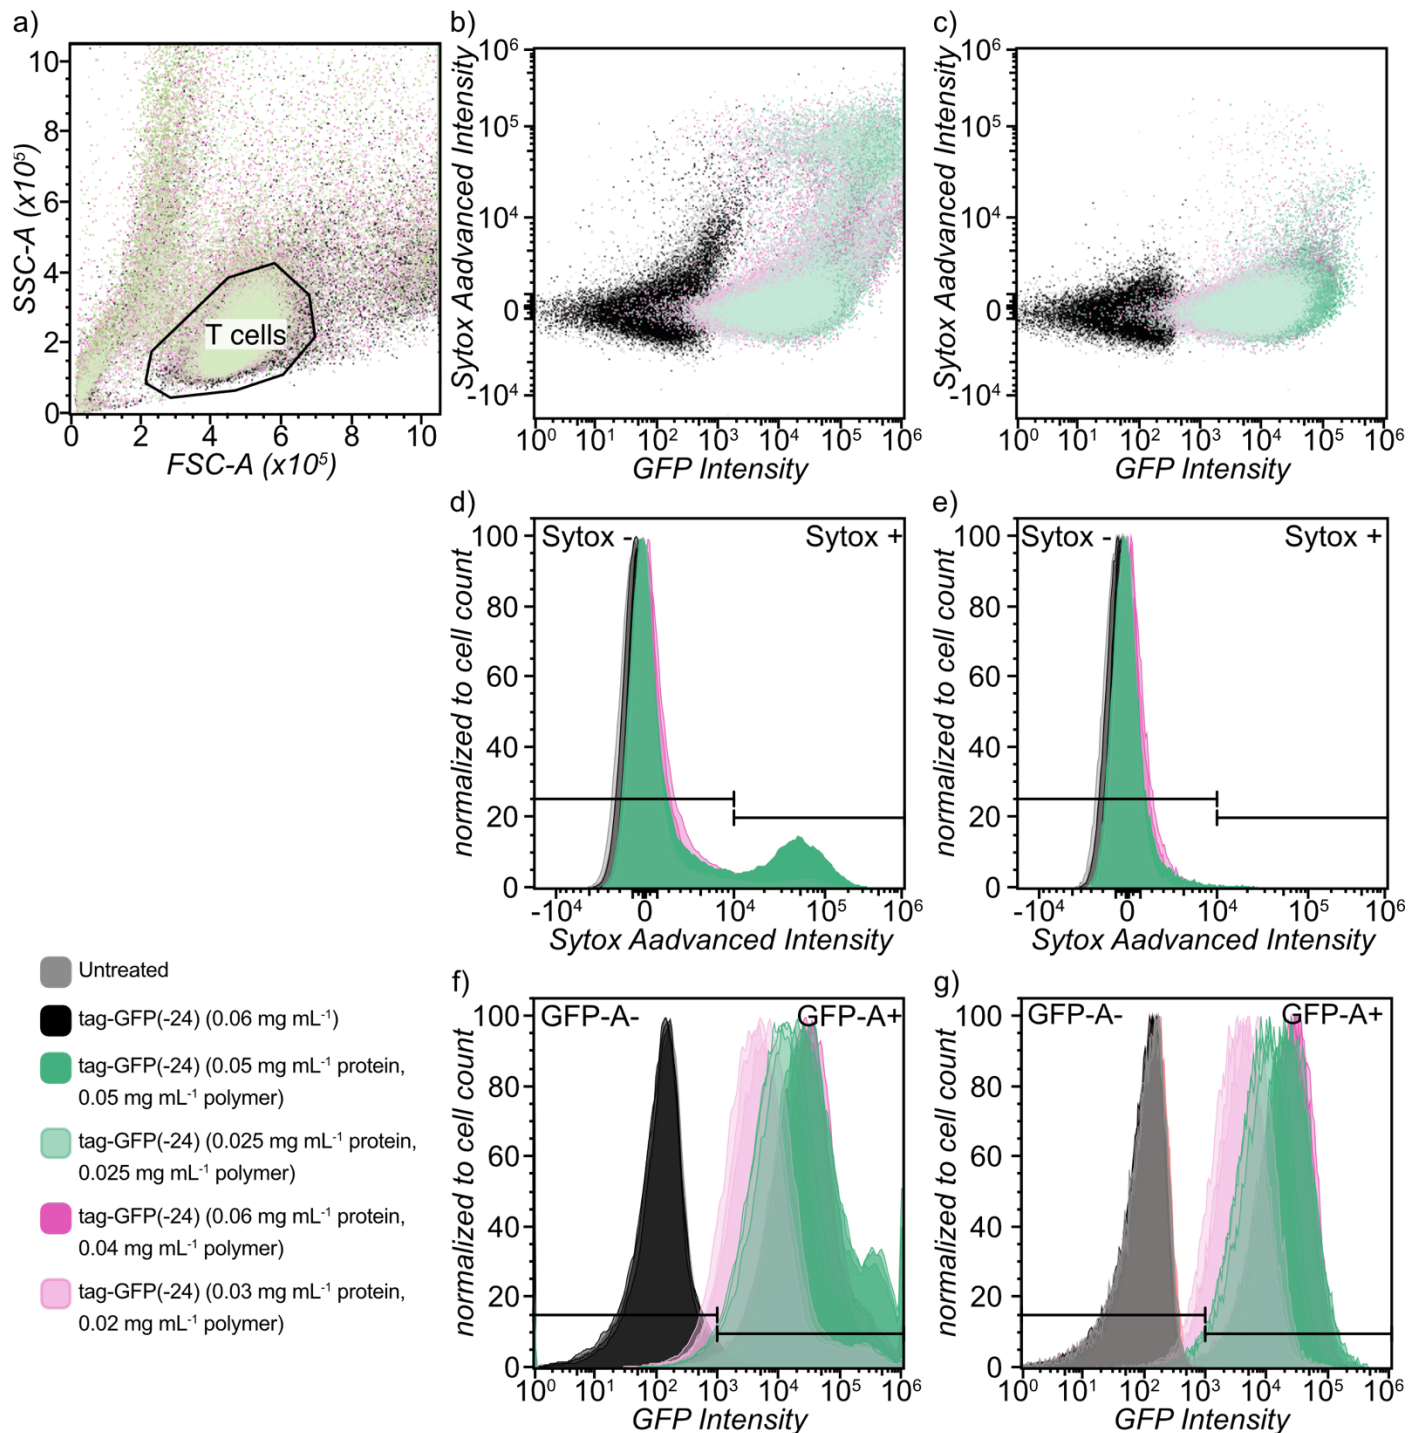 a)
SSC-A (x10⁵)
10
8
6
4
2
0
T cells
0 2 4 6 8 10
FSC-A (x10⁵)
b)
Sytox Aadvanced Intensity
10⁶
10⁵
10⁴
0
-10⁴
10⁰ 10¹ 10² 10³ 10⁴ 10⁵ 10⁶
GFP Intensity
c)
Sytox Aadvanced Intensity
10⁶
10⁵
10⁴
0
-10⁴
10⁰ 10¹ 10² 10³ 10⁴ 10⁵ 10⁶
GFP Intensity
d)
normalized to cell count
Sytox - Sytox +
100
80
60
40
20
0
-10⁴ 0 10⁴ 10⁵ 10⁶
Sytox Aadvanced Intensity
e)
normalized to cell count
Sytox - Sytox +
100
80
60
40
20
0
-10⁴ 0 10⁴ 10⁵ 10⁶
Sytox Aadvanced Intensity
Untreated
tag-GFP(-24) (0.06 mg mL⁻¹)
tag-GFP(-24) (0.05 mg mL⁻¹ protein,
0.05 mg mL⁻¹ polymer)
tag-GFP(-24) (0.025 mg mL⁻¹ protein,
0.025 mg mL⁻¹ polymer)
tag-GFP(-24) (0.06 mg mL⁻¹ protein,
0.04 mg mL⁻¹ polymer)
tag-GFP(-24) (0.03 mg mL⁻¹ protein,
0.02 mg mL⁻¹ polymer)
f)
normalized to cell count
GFP-A- GFP-A+
100
80
60
40
20
0
10⁰ 10¹ 10² 10³ 10⁴ 10⁵ 10⁶
GFP Intensity
g)
normalized to cell count
GFP-A- GFP-A+
100
80
60
40
20
0
10⁰ 10¹ 10² 10³ 10⁴ 10⁵ 10⁶
GFP Intensity